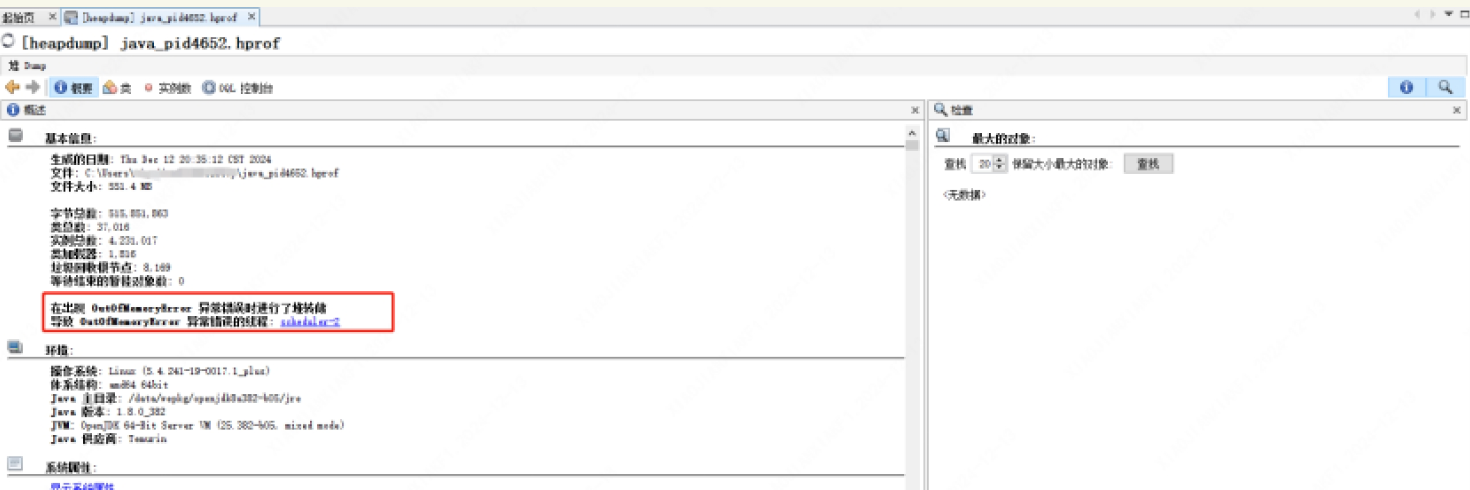 起始页 [heapdump] java_pid4652.hprof
[heapdump] java_pid4652.hprof
堆 Dump
概要 类 实例数 OQL 控制台
概述
基本信息:
生成的日期: Thu Dec 12 20:35:12 CST 2024
文件: C:\Users\ \java_pid4652.hprof
文件大小: 551.4 MB
字节总数: 515,851,863
类总数: 37,016
实例总数: 4,231,017
类加载器: 1,816
垃圾回收根节点: 8,169
等待结束的暂挂对象数: 0
在出现 OutOfMemoryError 异常错误时进行了堆转储
导致 OutOfMemoryError 异常错误的线程: scheduler-2
环境:
操作系统: Linux (5.4.241-19-0017.1_plus)
体系结构: amd64 64bit
Java 主目录: /data/wepkg/openjdk8u382-b05/jre
Java 版本: 1.8.0_382
JVM: OpenJDK 64-Bit Server VM (25.382-b05, mixed mode)
Java 供应商: Temurin
系统属性:
显示系统属性
检查
最大的对象:
查找 20 保留大小最大的对象: 查找
<无数据>